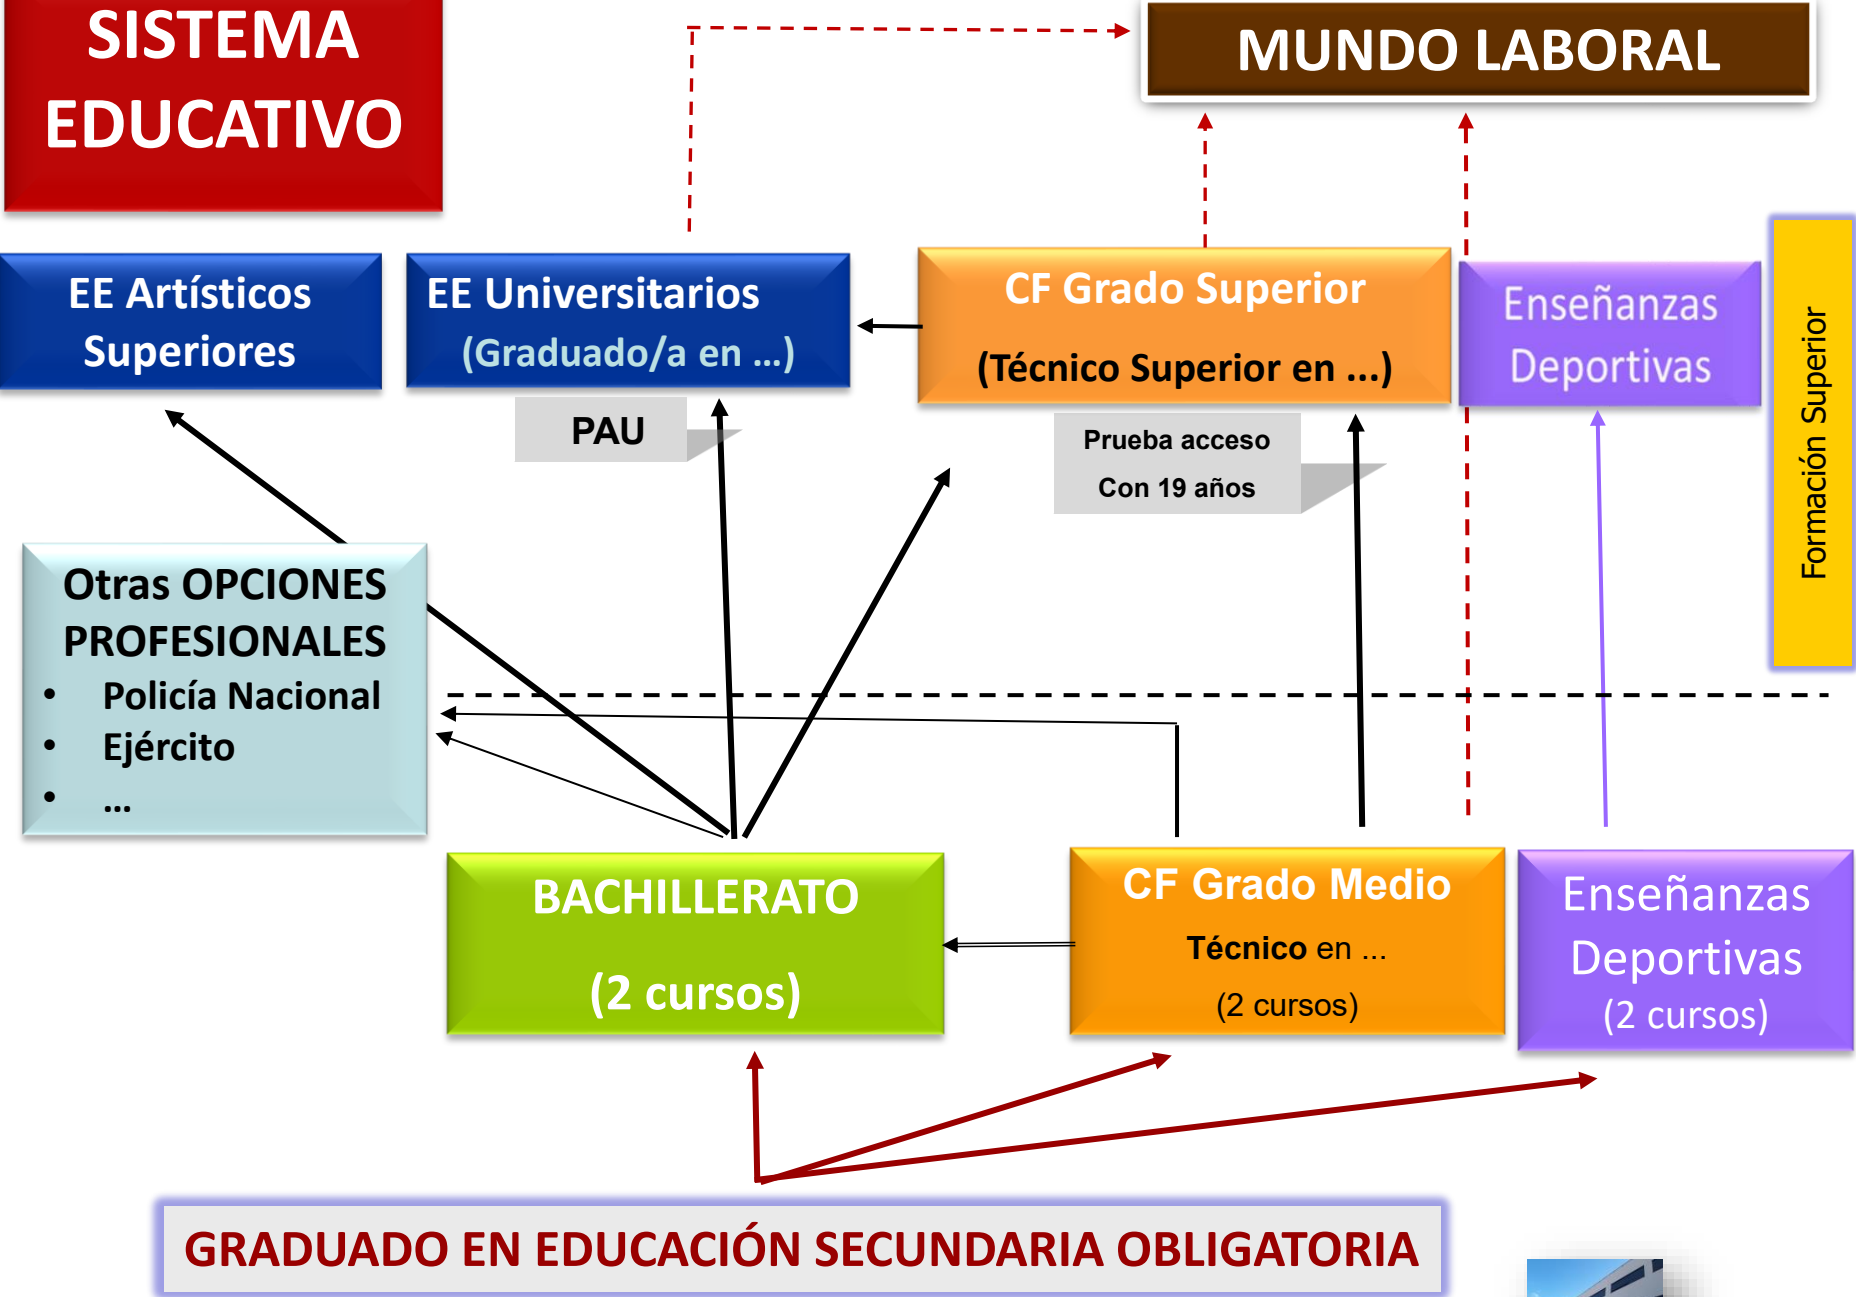 SISTEMA
EDUCATIVO
MUNDO LABORAL
EE Artísticos
Superiores
EE Universitarios
(Graduado/a en ...)
CF Grado Superior
(Técnico Superior en ...)
Enseñanzas
Deportivas
Formación Superior
PAU
Prueba acceso
Con 19 años
Otras OPCIONES
PROFESIONALES
• Policía Nacional
• Ejército
• ...
BACHILLERATO
(2 cursos)
CF Grado Medio
Técnico en ...
(2 cursos)
Enseñanzas
Deportivas
(2 cursos)
GRADUADO EN EDUCACIÓN SECUNDARIA OBLIGATORIA